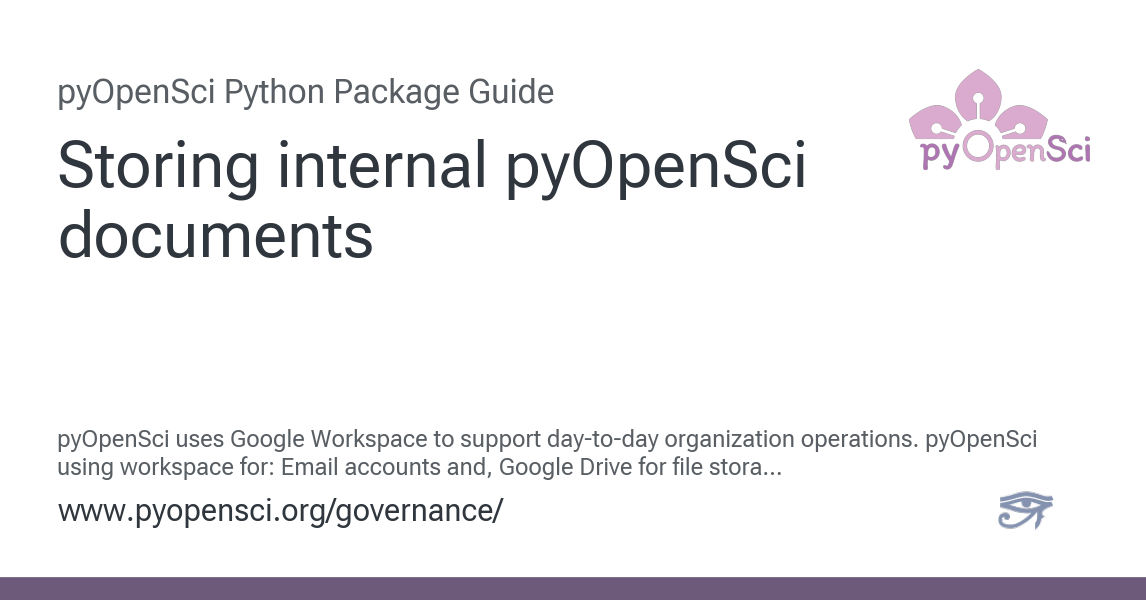 pyOpenSci Python Package Guide
Storing internal pyOpenSci
documents
pyOpenSci
pyOpenSci uses Google Workspace to support day-to-day organization operations. pyOpenSci
using workspace for: Email accounts and, Google Drive for file stora...
www.pyopensci.org/governance/